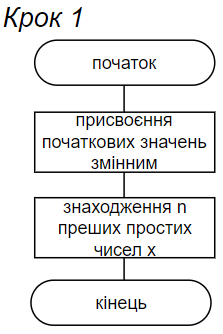 Крок 1
початок
присвоєння
початкових значень
змінним
знаходження n
преших простих
чисел x
кінець